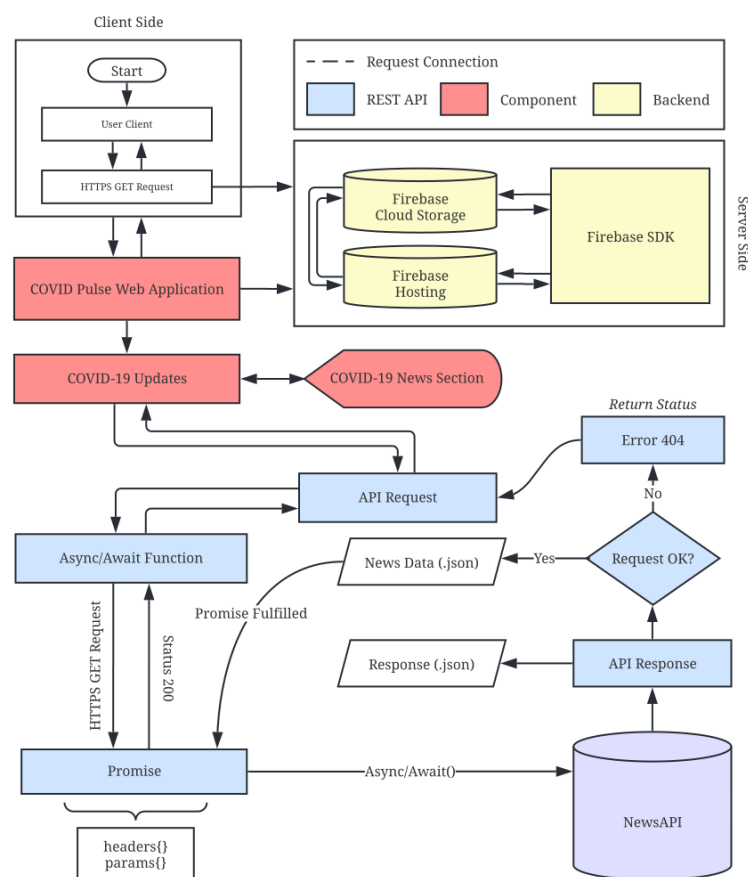 Client Side
Start
User Client
HTTPS GET Request
Request Connection
REST API
Component
Backend
Firebase
Cloud Storage
Firebase
Hosting
Firebase SDK
Server Side
COVID Pulse Web Application
COVID-19 Updates
COVID-19 News Section
Return Status
Error 404
API Request
No
Async/Await Function
News Data (.json)
Yes
Request OK?
Promise Fulfilled
HTTPS GET Request
Status 200
Response (.json)
API Response
Promise
Async/Await()
NewsAPI
headers{}
params{}